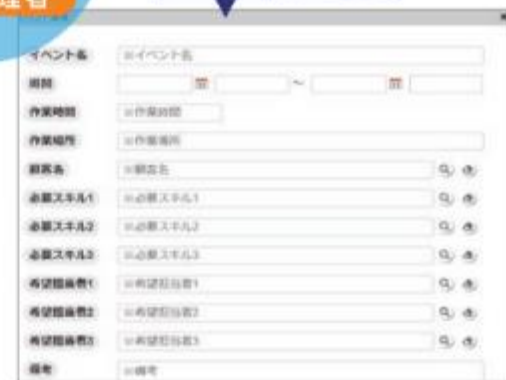 理者
イベント名 ※イベント名
期間 ～
作業時間 ※作業時間
作業場所 ※作業場所
顧客名 ※顧客名
必要スキル1 ※必要スキル1
必要スキル2 ※必要スキル2
必要スキル3 ※必要スキル3
希望担当者1 ※希望担当者1
希望担当者2 ※希望担当者2
希望担当者3 ※希望担当者3
備考 ※備考